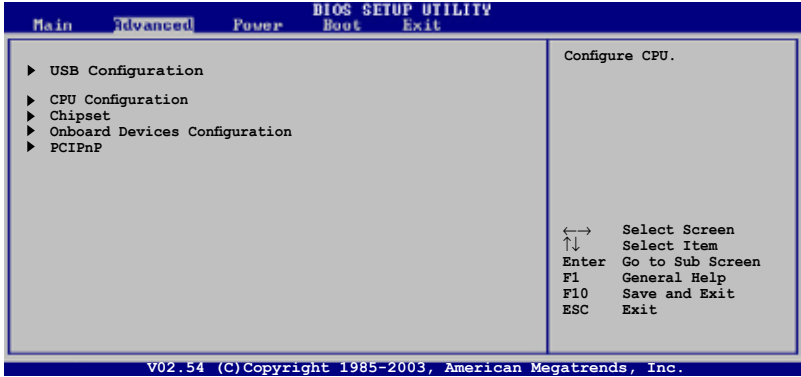 BIOS SETUP UTILITY
Main Advanced Power Boot Exit
USB Configuration
CPU Configuration
Chipset
Onboard Devices Configuration
PCIPnP
Configure CPU.
←→ Select Screen
↑↓ Select Item
Enter Go to Sub Screen
F1 General Help
F10 Save and Exit
ESC Exit
V02.54 (C)Copyright 1985-2003, American Megatrends, Inc.